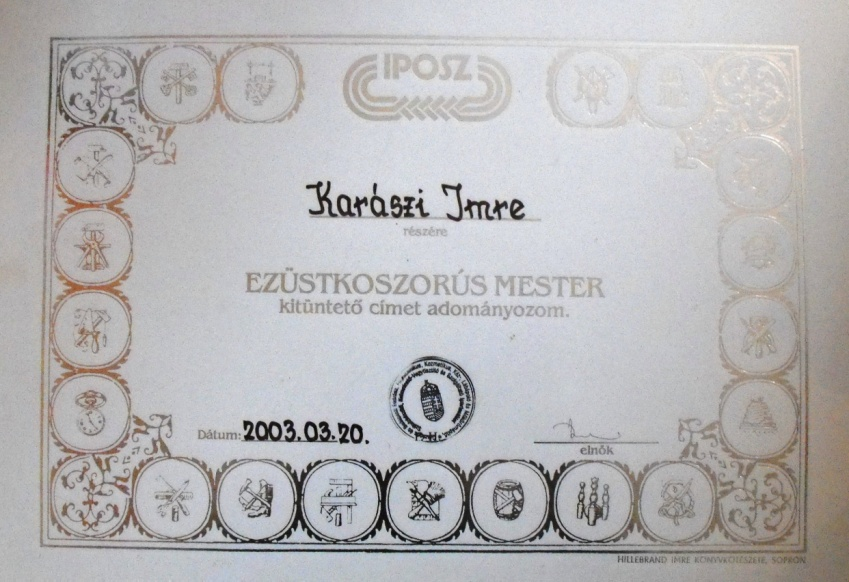 IPOSZ
Karászi Imre
részére
EZÜSTKOSZORÚS MESTER
kitüntető címet adományozom.
Dátum: 2003.03.20.
elnök
HILLEBRAND IMRE KÖNYVKÖTÉSZETE, SOPRON